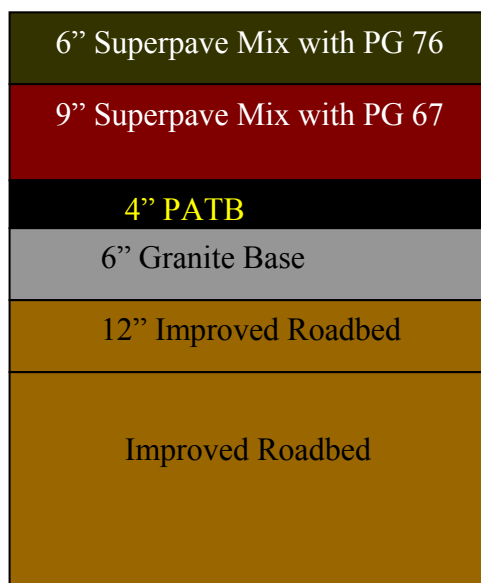 6” Superpave Mix with PG 76
9” Superpave Mix with PG 67
4” PATB
6” Granite Base
12” Improved Roadbed
Improved Roadbed